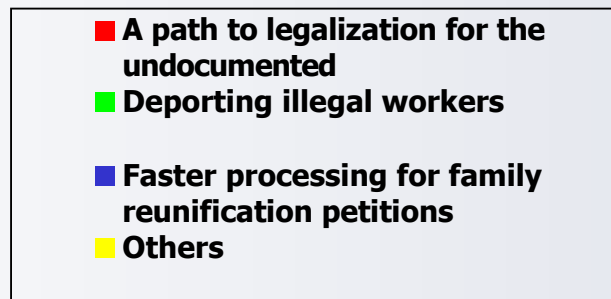 A path to legalization for the
undocumented
Deporting illegal workers
Faster processing for family
reunification petitions
Others